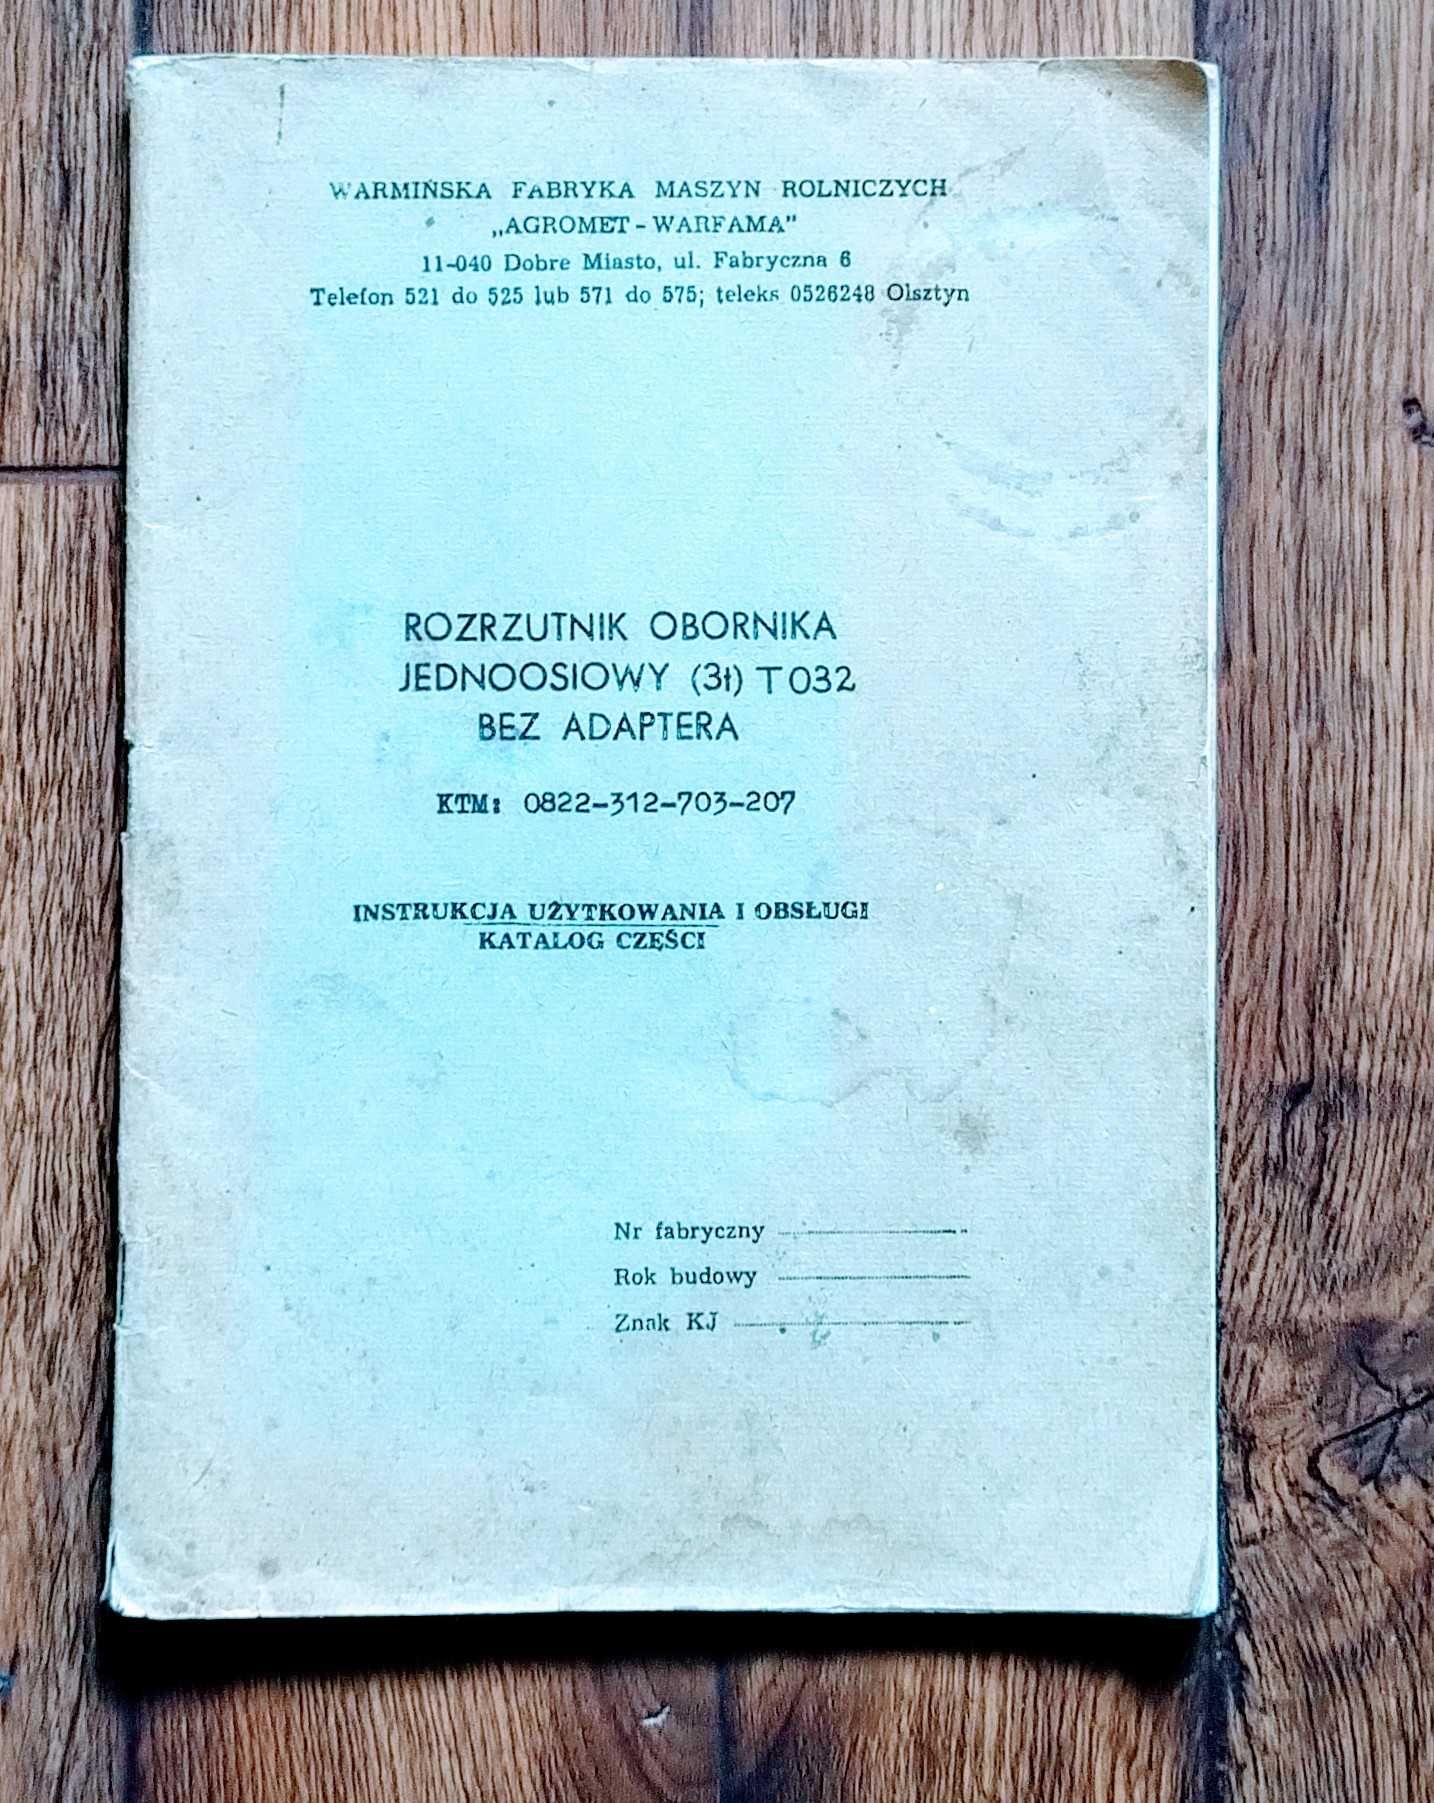 WARMIŃSKA FABRYKA MASZYN ROLNICZYCH
„AGROMET - WARFAMA"
11-040 Dobre Miasto, ul. Fabryczna 6
Telefon 521 do 525 lub 571 do 575; teleks 0526248 Olsztyn
ROZRZUTNIK OBORNIKA
JEDNOOSIOWY (3t) T 032
BEZ ADAPTERA
KTM: 0822-312-703-207
INSTRUKCJA UŻYTKOWANIA I OBSŁUGI
KATALOG CZĘŚCI
Nr fabryczny
Rok budowy
Znak KJ